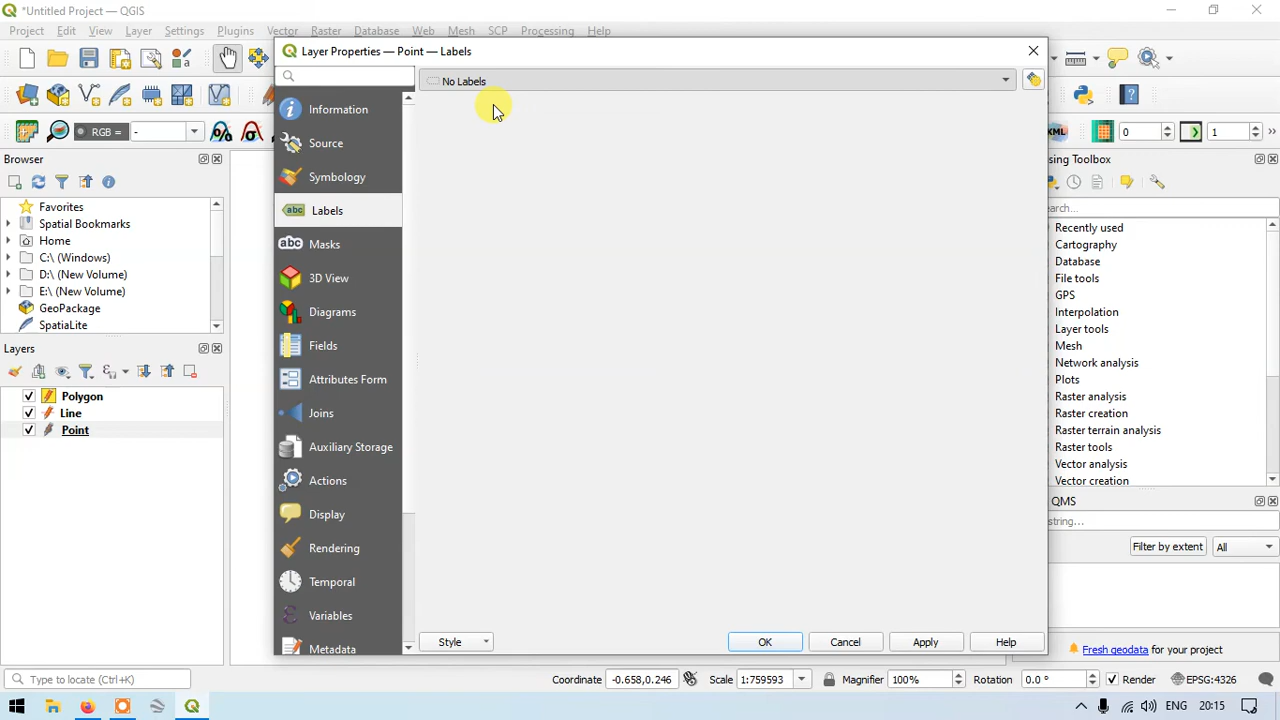 *Untitled Project — QGIS
Project Edit View Layer Settings Plugins Vector Raster Database Web Mesh SCP Processing Help
Layer Properties — Point — Labels
No Labels
Information
Source
Symbology
Labels
Masks
3D View
Diagrams
Fields
Attributes Form
Joins
Auxiliary Storage
Actions
Display
Rendering
Temporal
Variables
Metadata
Style
OK
Cancel
Apply
Help
RGB =
-
XML
0
1
Browser
Favorites
Spatial Bookmarks
Home
C:\ (Windows)
D:\ (New Volume)
E:\ (New Volume)
GeoPackage
SpatiaLite
Layers
Polygon
Line
Point
sing Toolbox
earch...
Recently used
Cartography
Database
File tools
GPS
Interpolation
Layer tools
Mesh
Network analysis
Plots
Raster analysis
Raster creation
Raster terrain analysis
Raster tools
Vector analysis
Vector creation
QMS
string...
Filter by extent
All
Fresh geodata for your project
Type to locate (Ctrl+K)
Coordinate -0.658,0.246 Scale 1:759593 Magnifier 100% Rotation 0.0 ° Render EPSG:4326
ENG 20:15